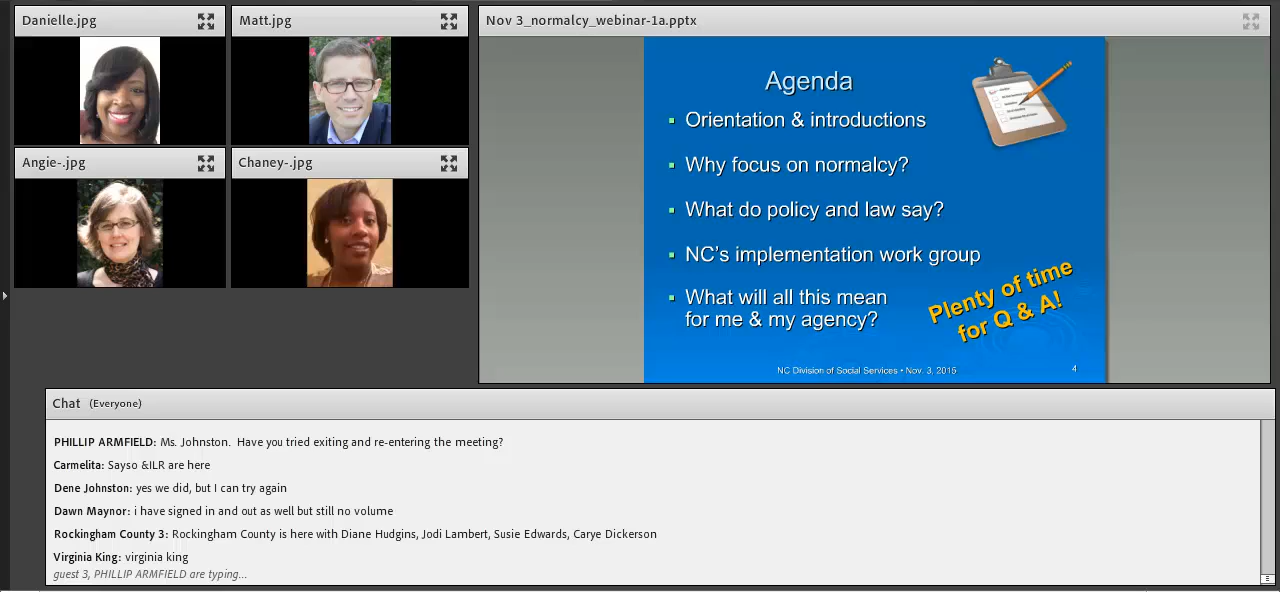 Danielle.jpg
Matt.jpg
Angie-.jpg
Chaney-.jpg
Nov 3_normalcy_webinar-1a.pptx
Agenda
▪ Orientation & introductions
▪ Why focus on normalcy?
▪ What do policy and law say?
▪ NC's implementation work group
▪ What will all this mean
for me & my agency?
Plenty of time
for Q & A!
NC Division of Social Services • Nov. 3, 2015
4
Chat (Everyone)
PHILLIP ARMFIELD: Ms. Johnston.  Have you tried exiting and re-entering the meeting?
Carmelita: Sayso &ILR are here
Dene Johnston: yes we did, but I can try again
Dawn Maynor: i have signed in and out as well but still no volume
Rockingham County 3: Rockingham County is here with Diane Hudgins, Jodi Lambert, Susie Edwards, Carye Dickerson
Virginia King: virginia king
guest 3, PHILLIP ARMFIELD are typing...